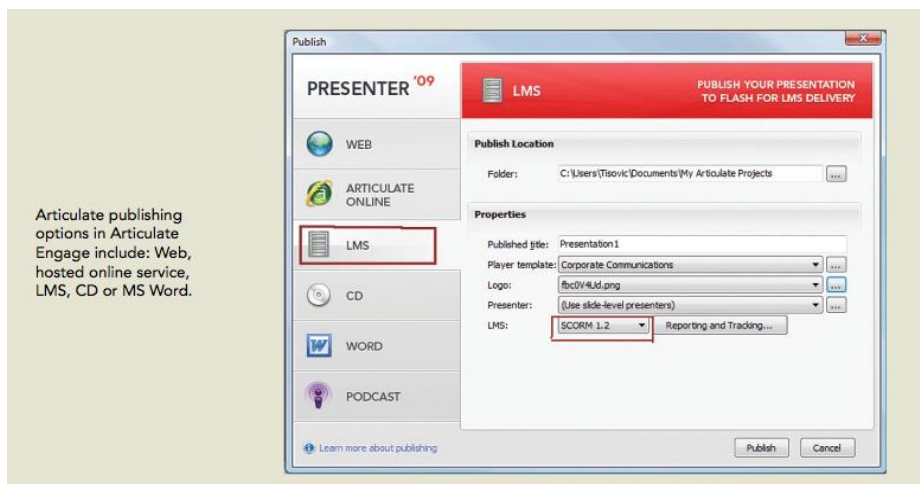 Articulate publishing
options in Articulate
Engage include: Web,
hosted online service,
LMS, CD or MS Word.
Publish
PRESENTER '09
LMS
PUBLISH YOUR PRESENTATION
TO FLASH FOR LMS DELIVERY
WEB
ARTICULATE
ONLINE
LMS
CD
WORD
PODCAST
Learn more about publishing
Publish Location
Folder: C:\Users\Tisovic\Documents\My Articulate Projects ...
Properties
Published title: Presentation1
Player template: Corporate Communications ...
Logo: fbc0V4Ud.png ...
Presenter: (Use slide-level presenters) ...
LMS: SCORM 1.2 Reporting and Tracking...
Publish Cancel